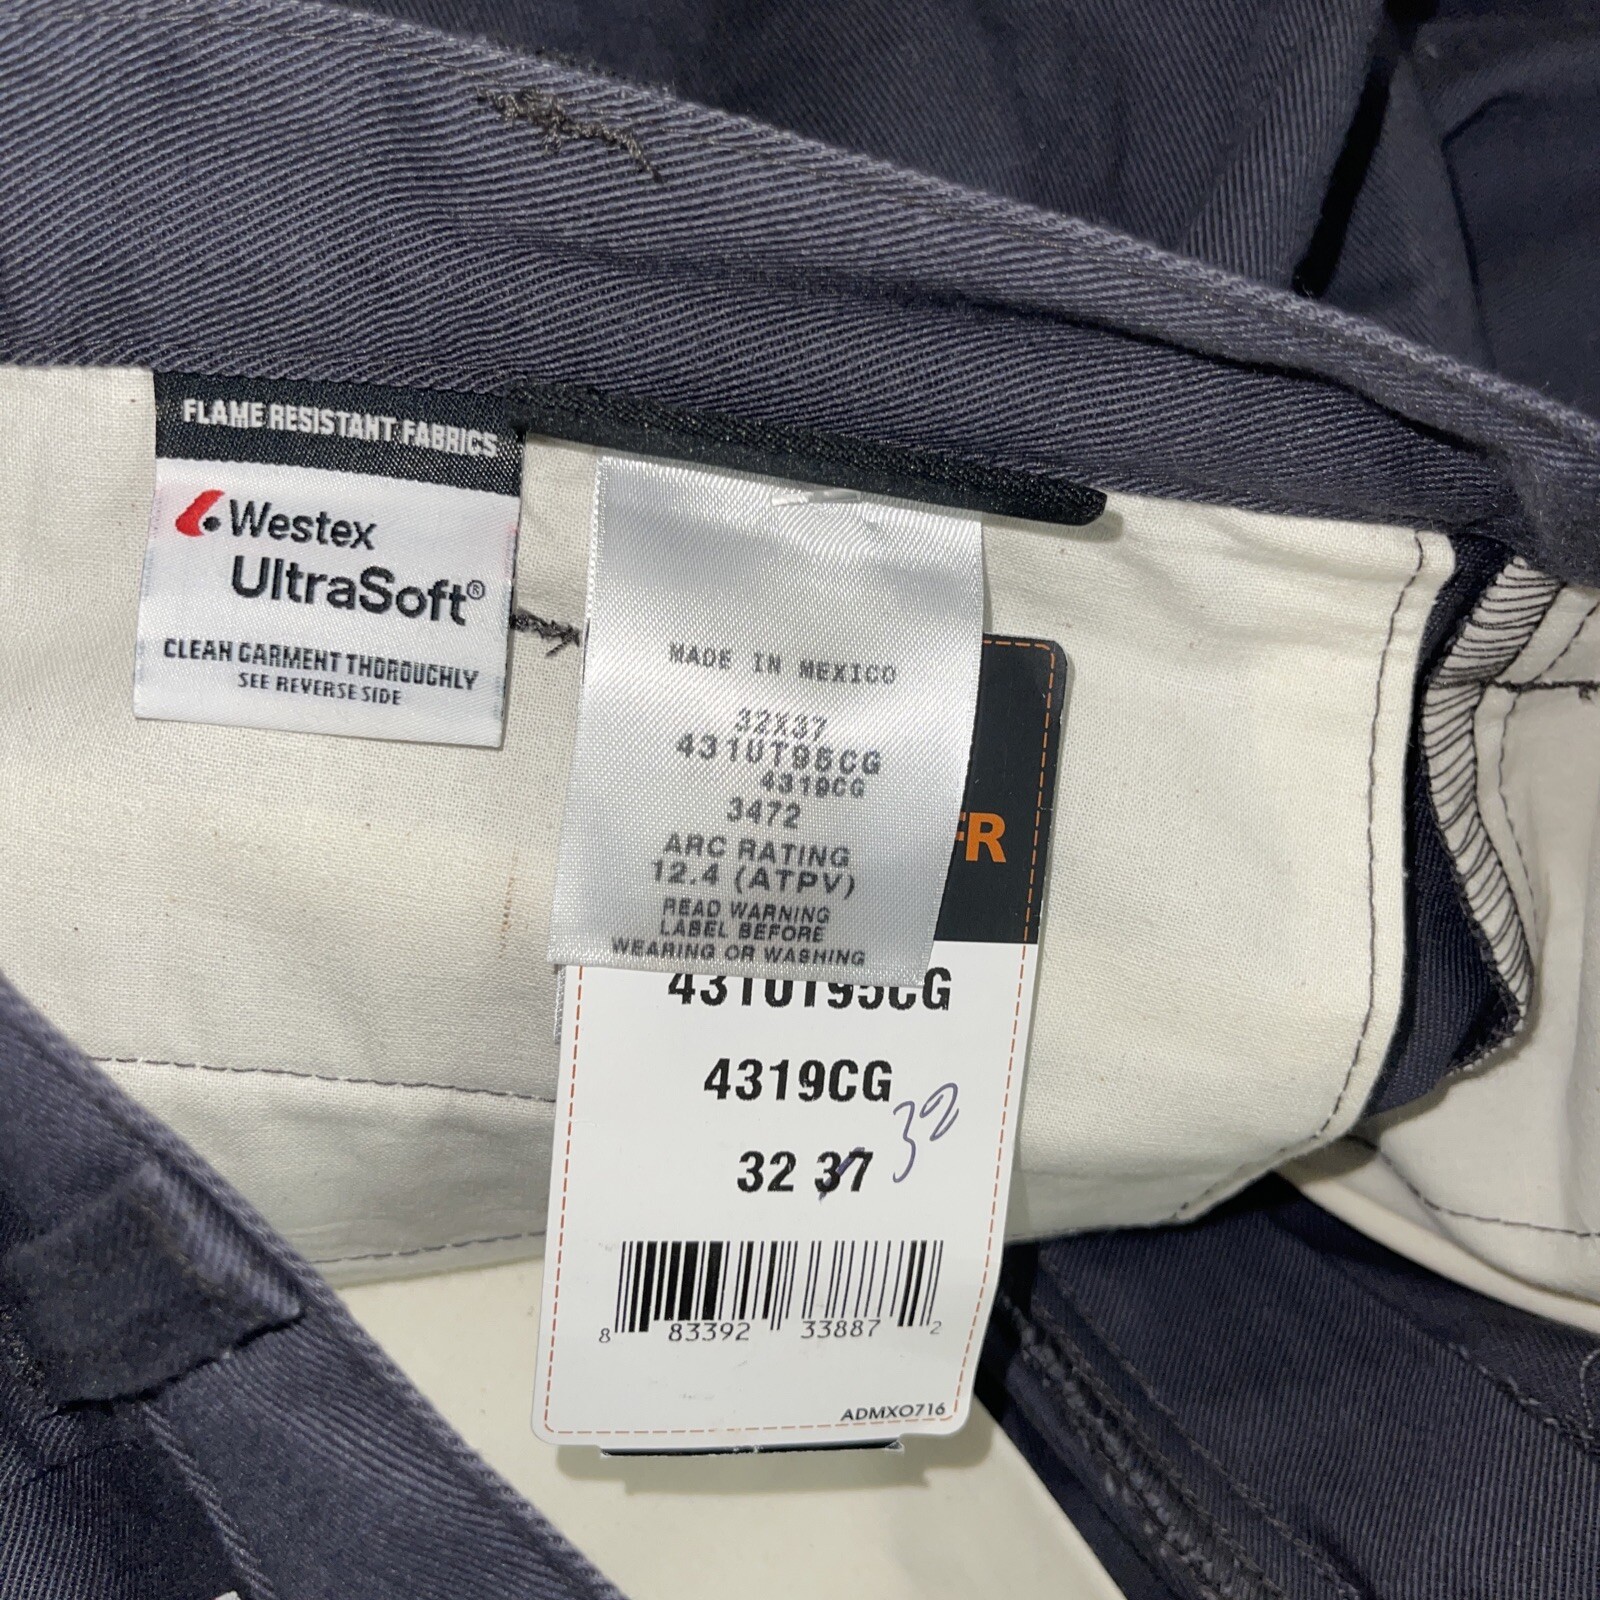 FLAME RESISTANT FABRICS
Westex
UltraSoft®
CLEAN GARMENT THOROUGHLY
SEE REVERSE SIDE
MADE IN MEXICO
32X37
431UT95CG
4319CG
3472
ARC RATING
12.4 (ATPV)
READ WARNING
LABEL BEFORE
WEARING OR WASHING
FR
431UT95CG
4319CG
32 37 32
8 83392 33887 2
ADMXO716